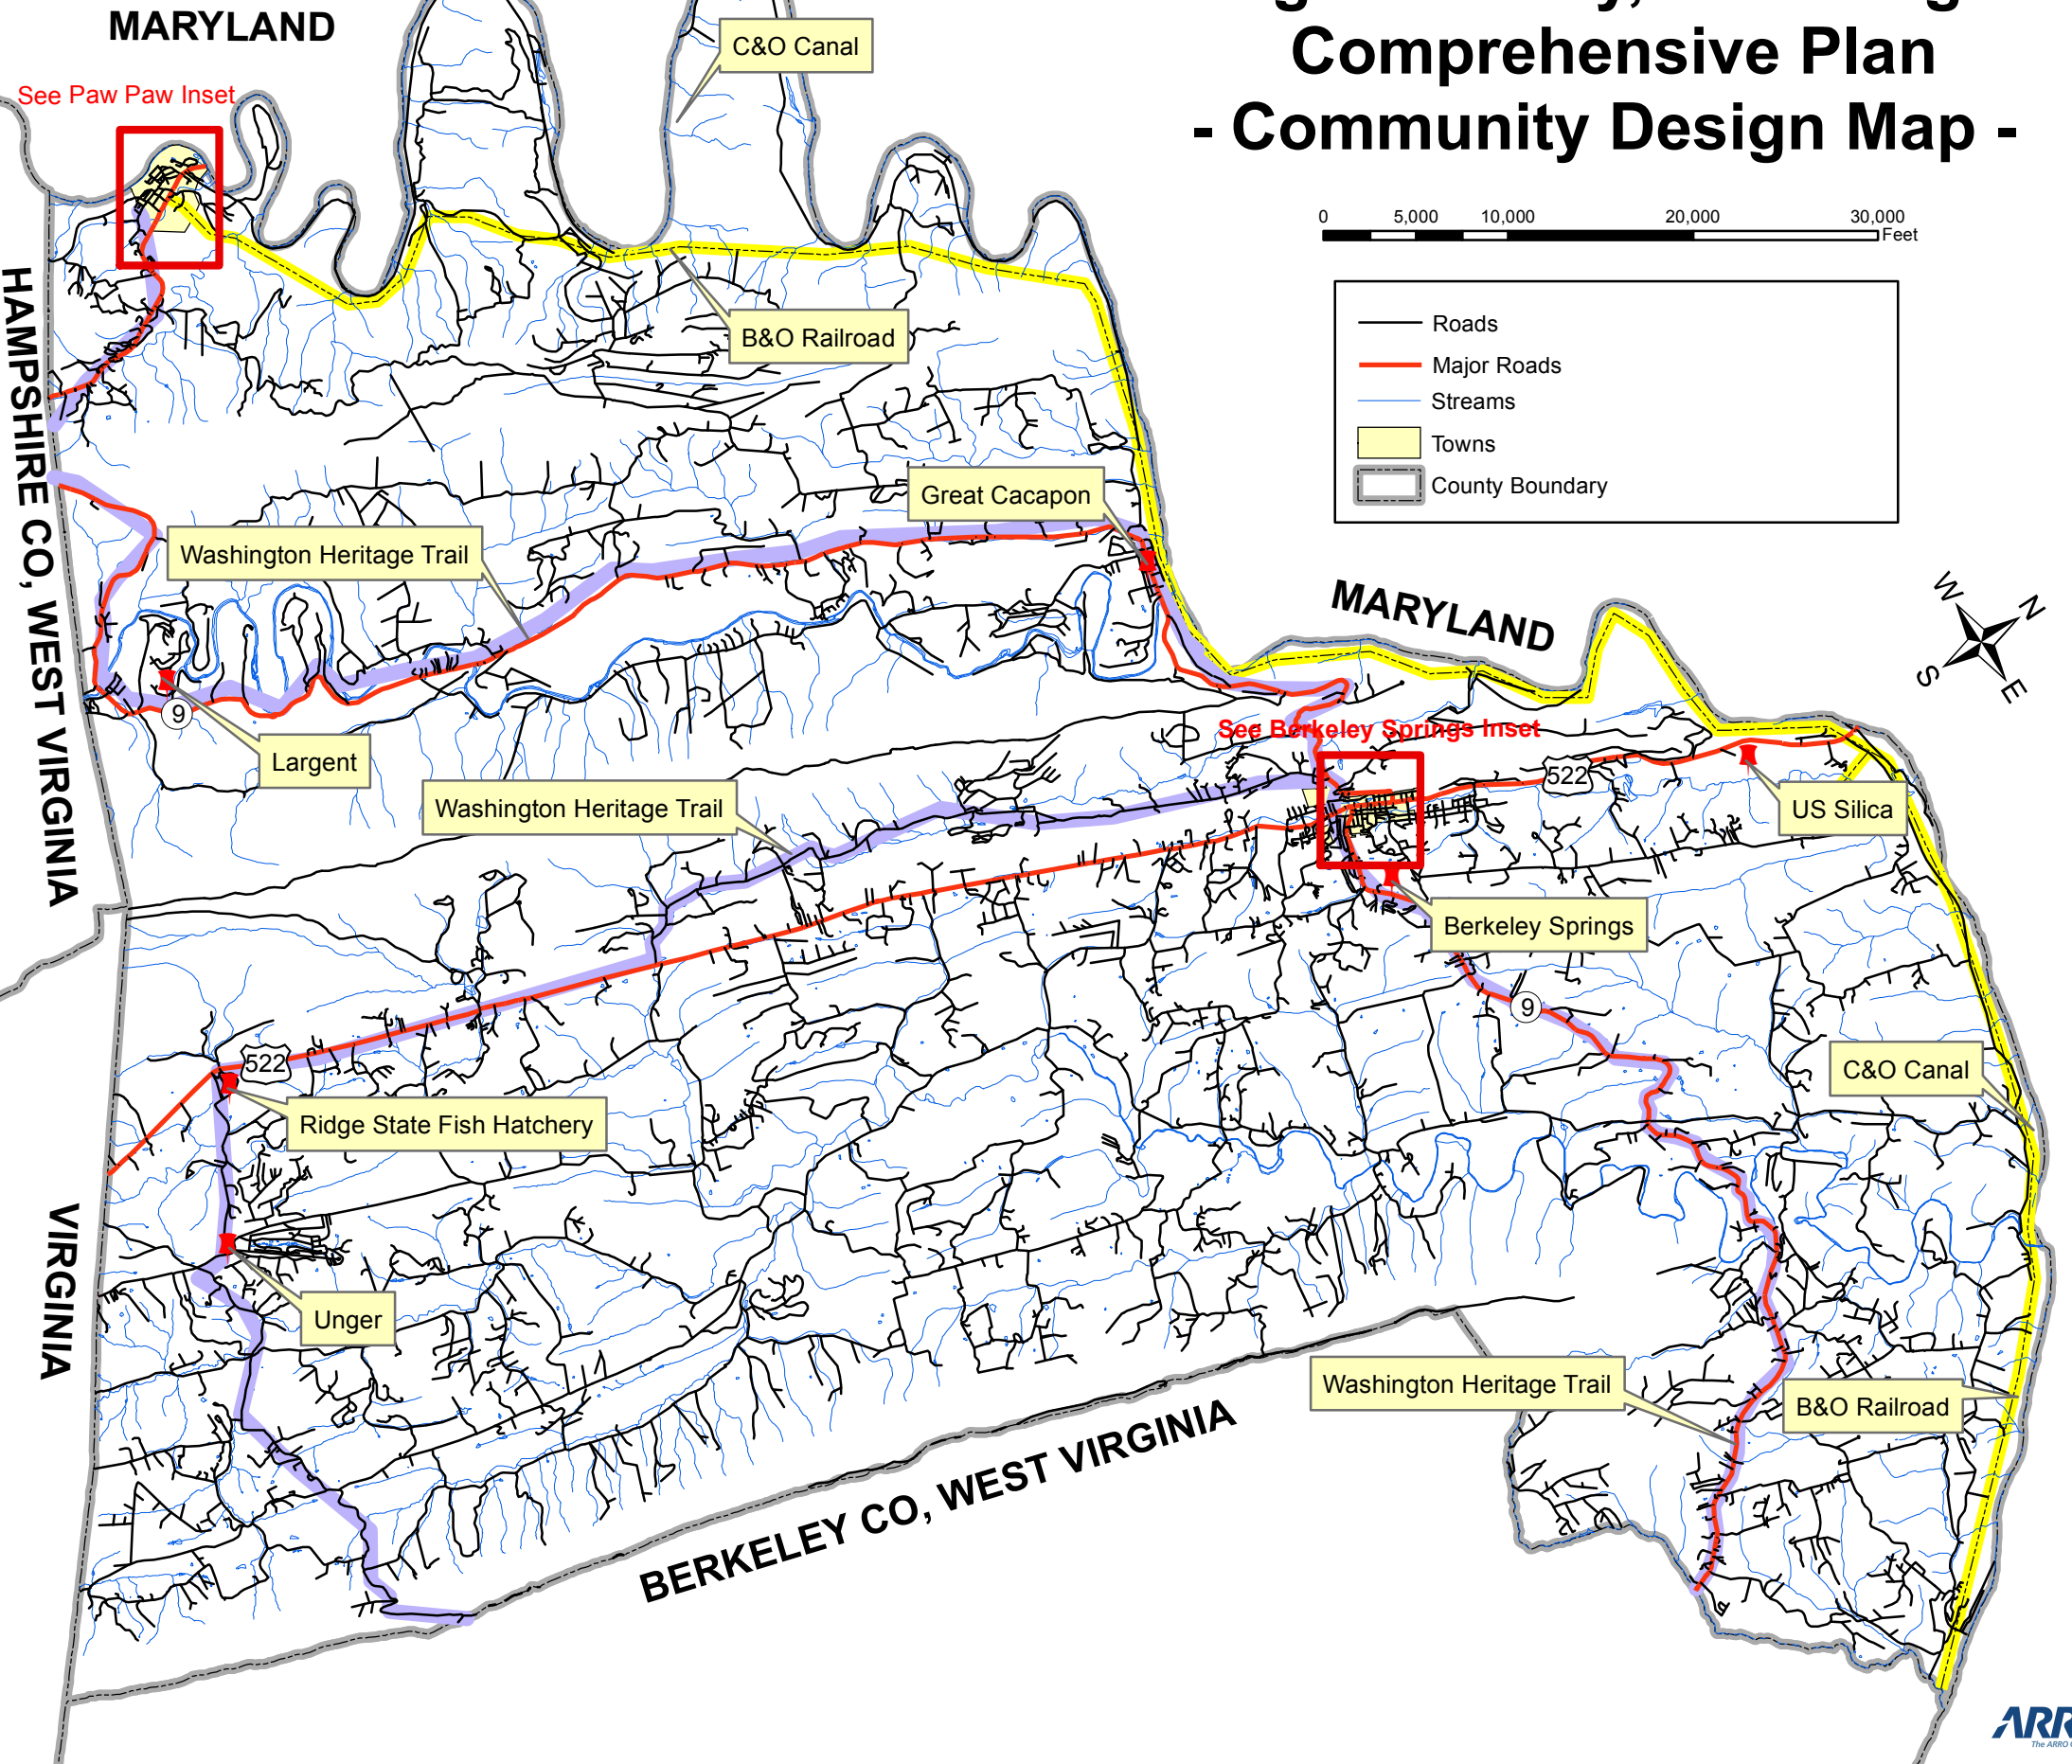 Comprehensive Plan
- Community Design Map -
MARYLAND
C&O Canal
See Paw Paw Inset
0 5,000 10,000 20,000 30,000
Feet
Roads
Major Roads
Streams
Towns
County Boundary
B&O Railroad
HAMPSHIRE CO, WEST VIRGINIA
Great Cacapon
Washington Heritage Trail
MARYLAND
W
N
S
E
9
Largent
See Berkeley Springs Inset
522
US Silica
Washington Heritage Trail
Berkeley Springs
9
522
C&O Canal
Ridge State Fish Hatchery
VIRGINIA
Unger
Washington Heritage Trail
B&O Railroad
BERKELEY CO, WEST VIRGINIA